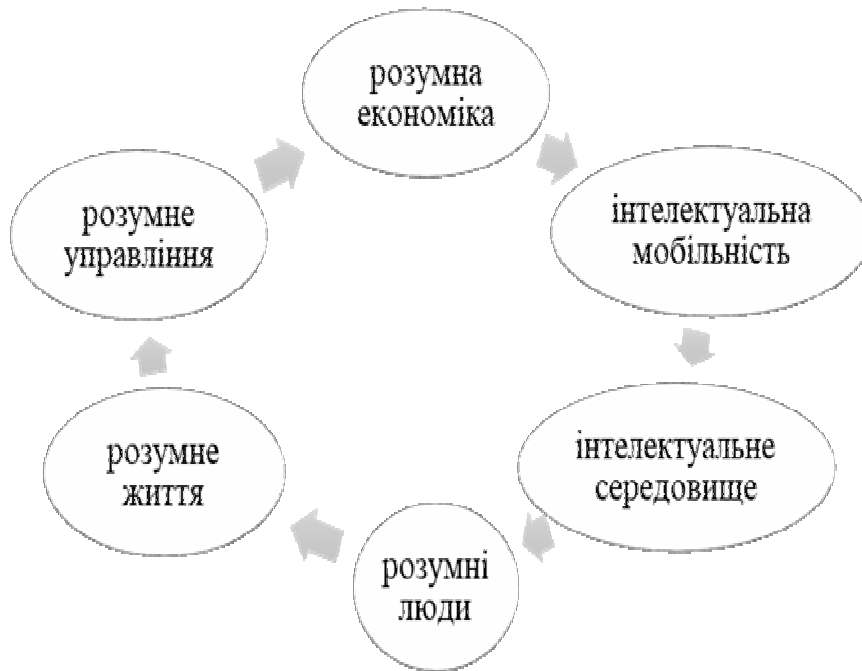 розумна
економіка
інтелектуальна
мобільність
інтелектуальне
середовище
розумні
люди
розумне
життя
розумне
управління